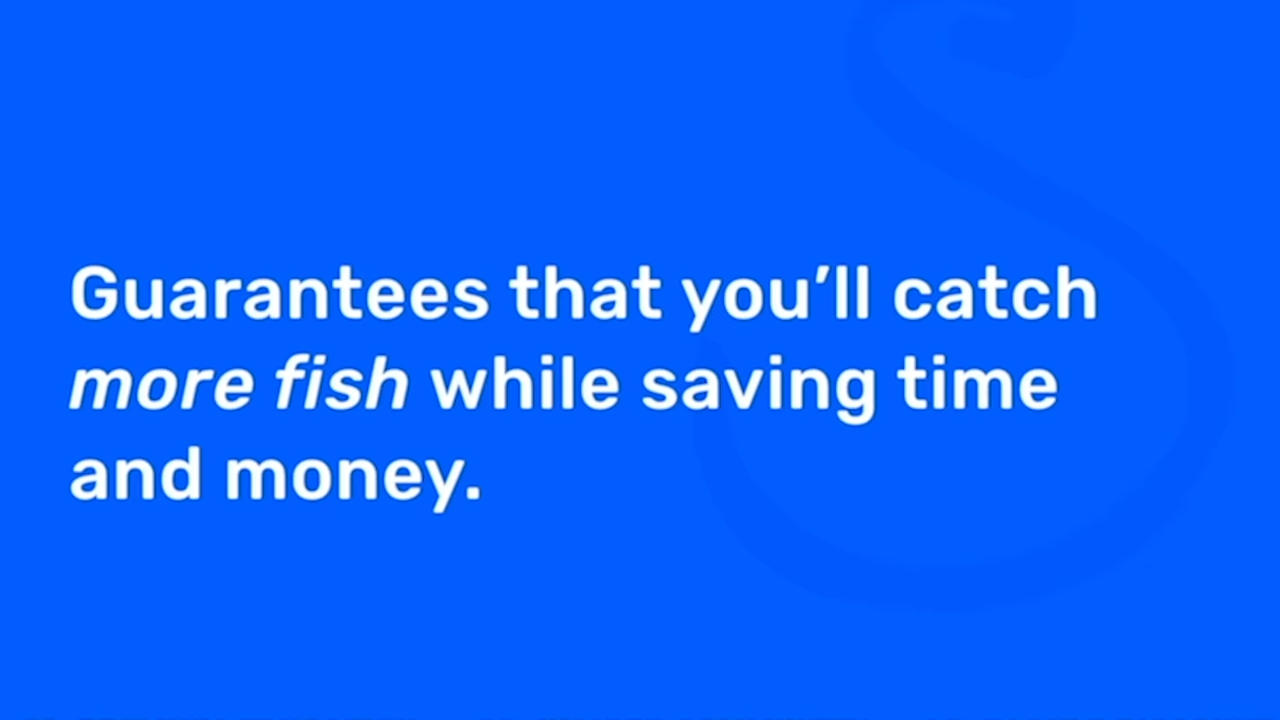 Guarantees that you’ll catch
more fish while saving time
and money.